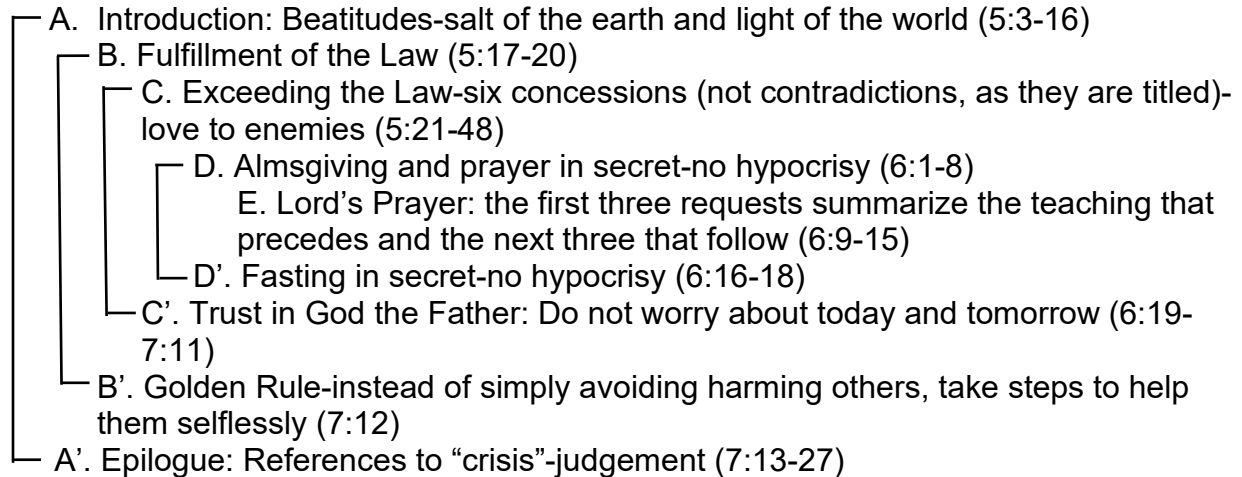 A. Introduction: Beatitudes-salt of the earth and light of the world (5:3-16)
B. Fulfillment of the Law (5:17-20)
C. Exceeding the Law-six concessions (not contradictions, as they are titled)-
love to enemies (5:21-48)
D. Almsgiving and prayer in secret-no hypocrisy (6:1-8)
E. Lord’s Prayer: the first three requests summarize the teaching that
precedes and the next three that follow (6:9-15)
D’. Fasting in secret-no hypocrisy (6:16-18)
C’. Trust in God the Father: Do not worry about today and tomorrow (6:19-
7:11)
B’. Golden Rule-instead of simply avoiding harming others, take steps to help
them selflessly (7:12)
A’. Epilogue: References to “crisis”-judgement (7:13-27)